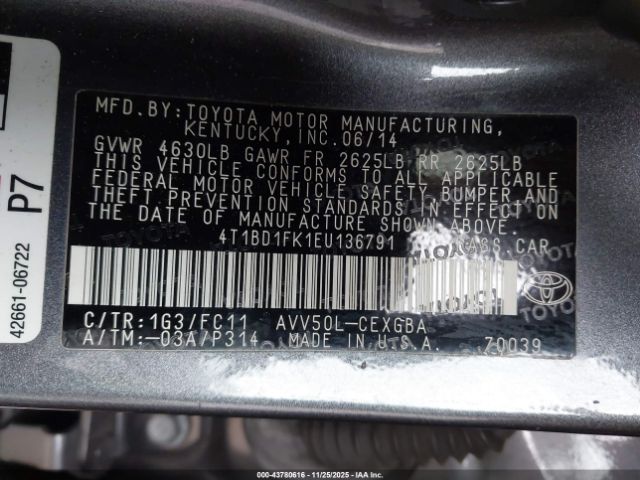 MFD. BY: TOYOTA MOTOR MANUFACTURING,
KENTUCKY, INC. 06/14
GVWR 4630LB GAWR FR 2625LB RR 2625LB
THIS VEHICLE CONFORMS TO ALL APPLICABLE
FEDERAL MOTOR VEHICLE SAFETY, BUMPER AND
THEFT PREVENTION STANDARDS IN EFFECT ON
THE DATE OF MANUFACTURE SHOWN ABOVE.
4T1BD1FK1EU136791 PASS. CAR
C/TR:1G3/FC11 AVV50L-CEXGBA
A/TM:-03A/P314 MADE IN U.S.A. 70039
TOYOTA
42661-06722
P7
000-43780616 - 11/25/2025 - IAA Inc.